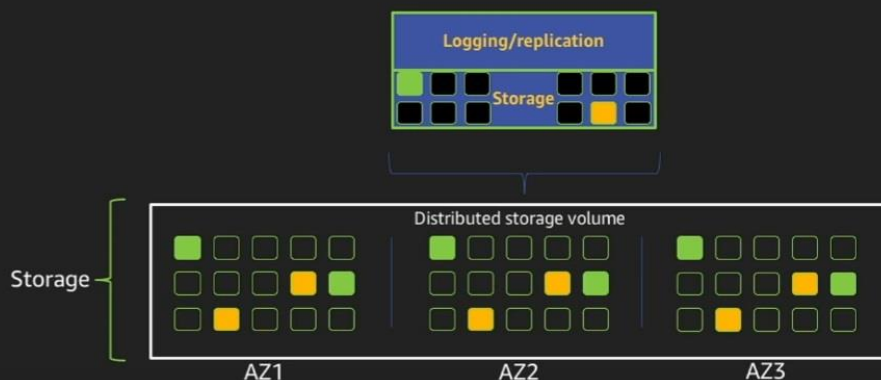 Logging/replication
Storage
Distributed storage volume
Storage
AZ1
AZ2
AZ3